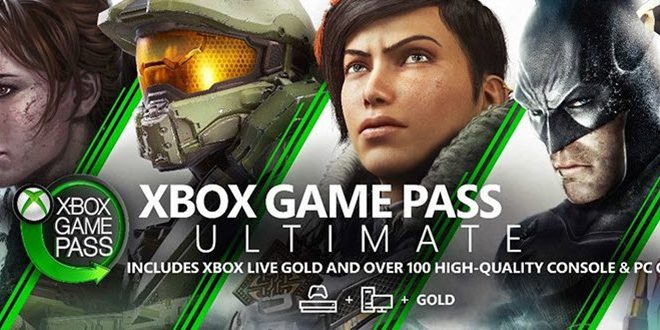 XBOX
GAME
PASS
XBOX GAME PASS
ULTIMATE
INCLUDES XBOX LIVE GOLD AND OVER 100 HIGH-QUALITY CONSOLE & PC
+ + GOLD